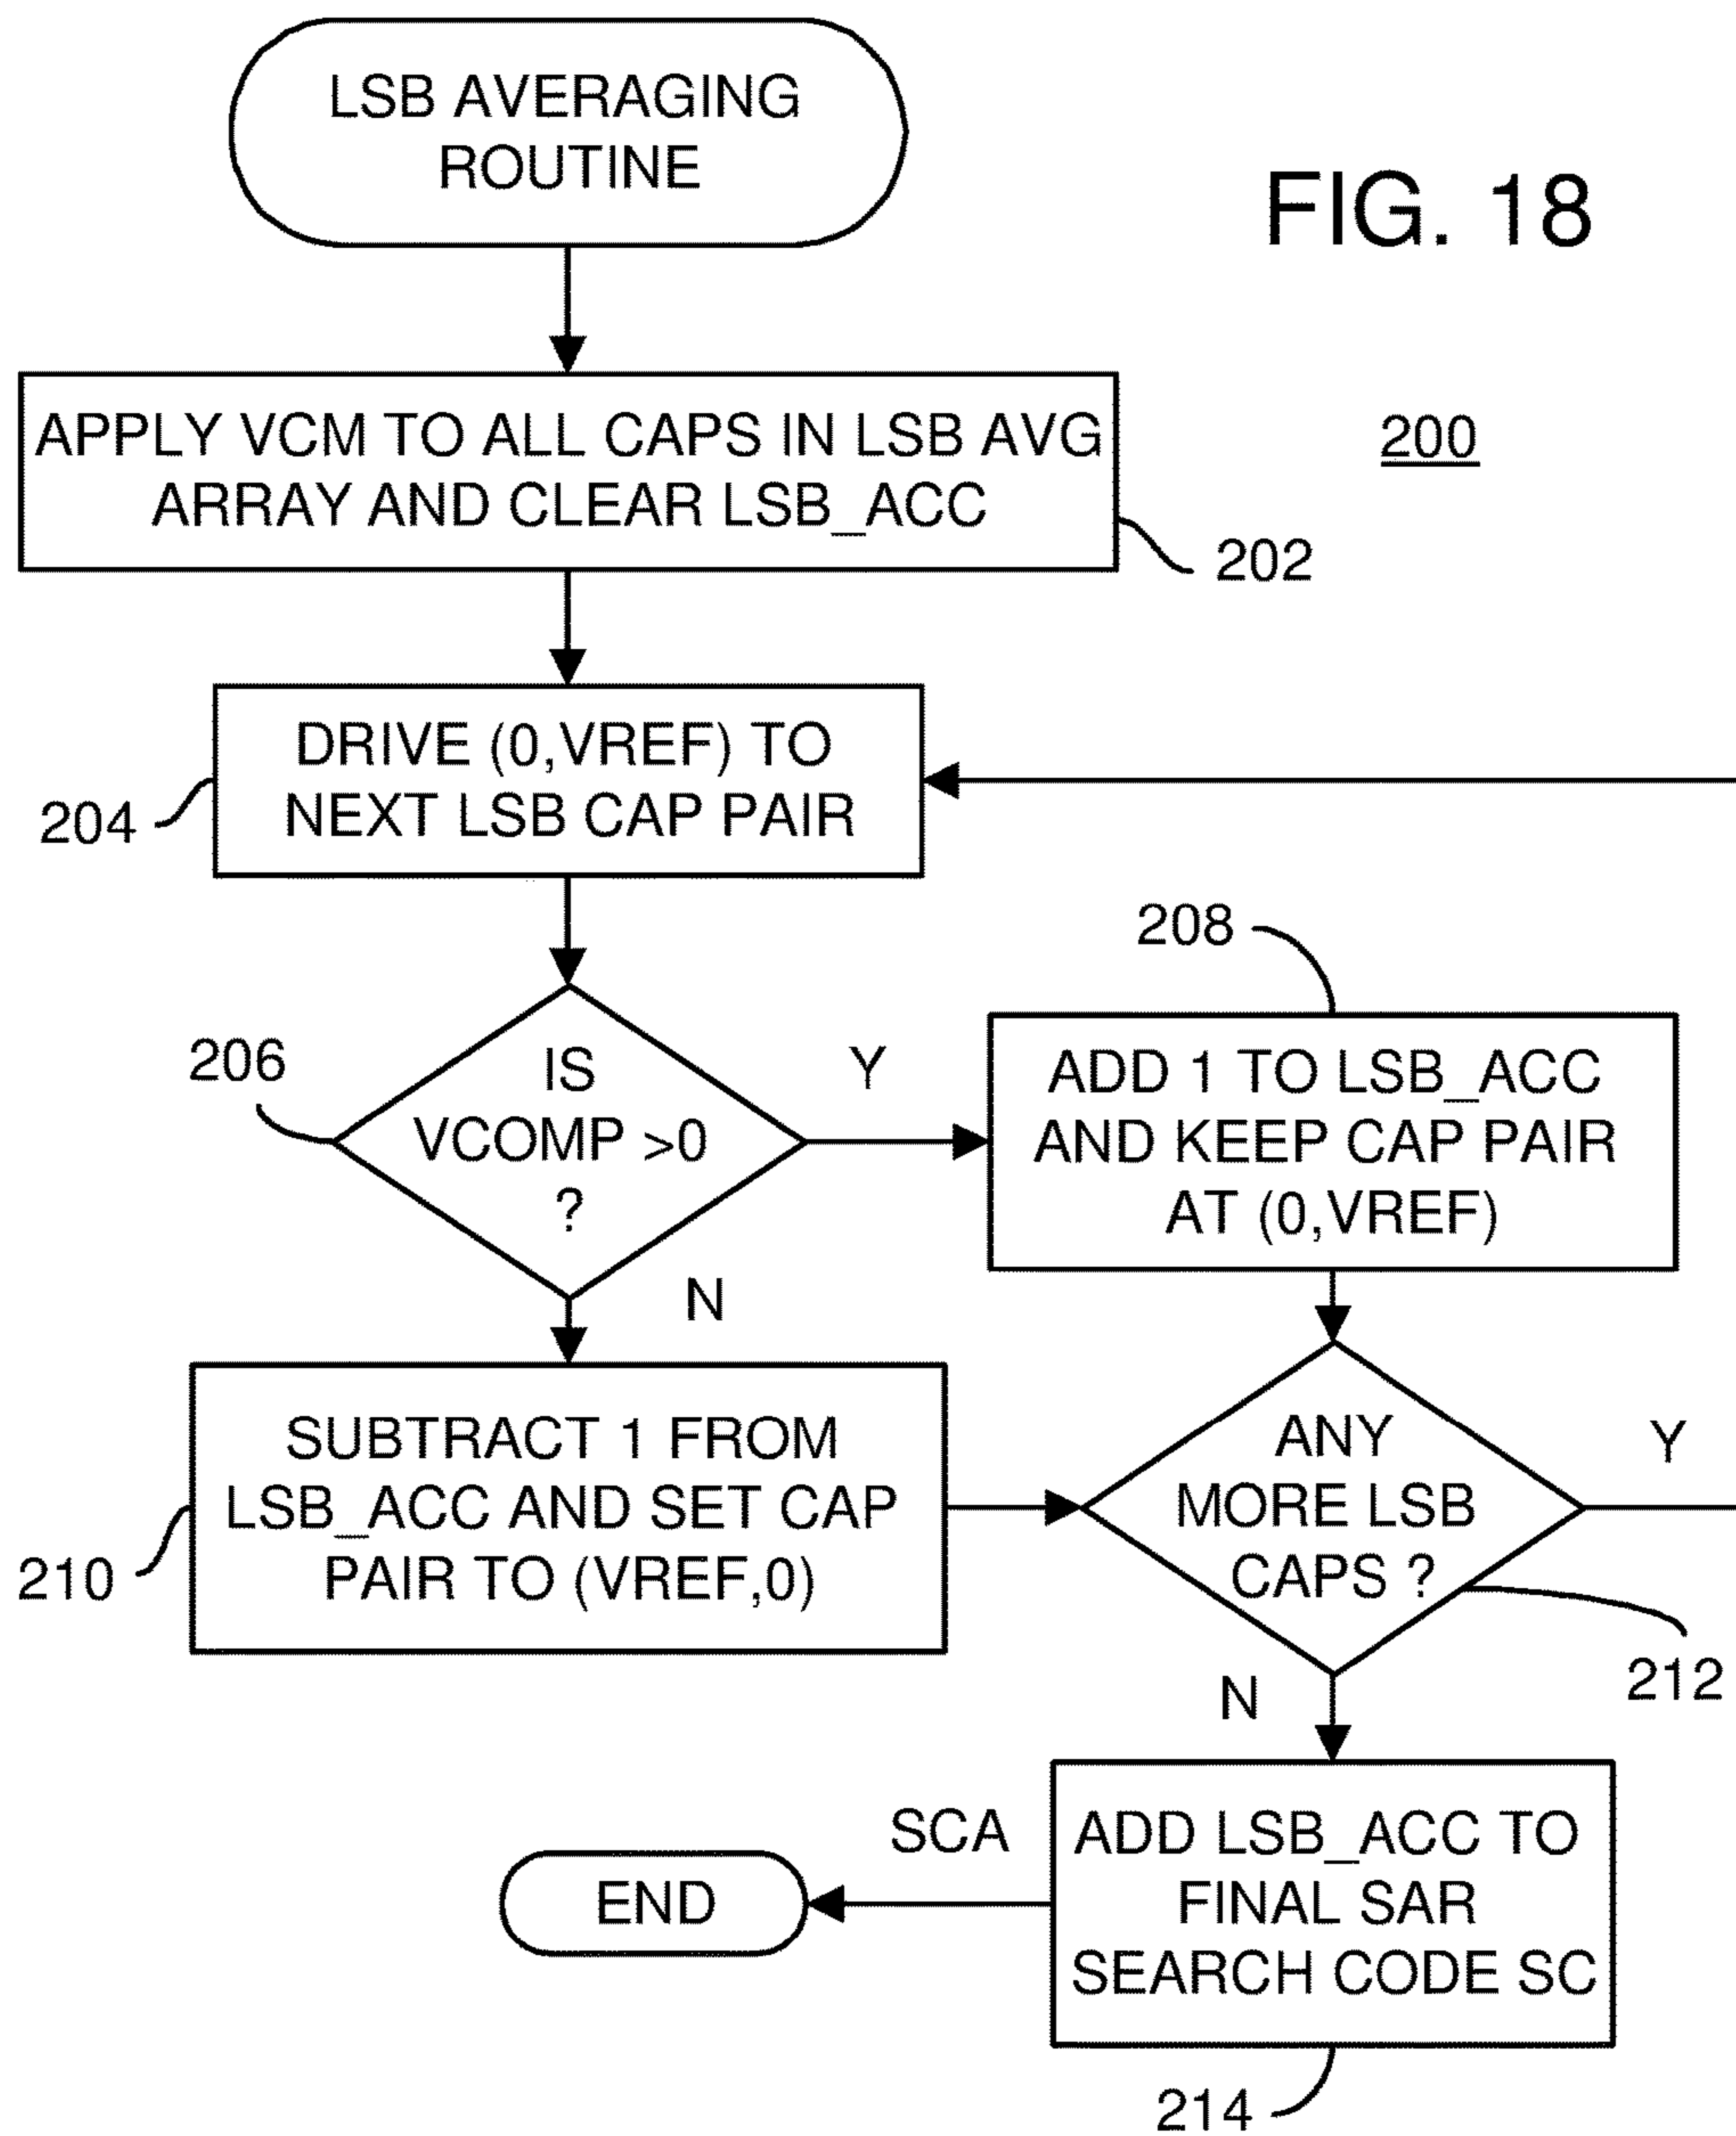 LSB AVERAGING
ROUTINE
FIG. 18
APPLY VCM TO ALL CAPS IN LSB AVG
ARRAY AND CLEAR LSB_ACC
200
202
DRIVE (0,VREF) TO
NEXT LSB CAP PAIR
204
208
206
IS
VCOMP >0
?
Y
ADD 1 TO LSB_ACC
AND KEEP CAP PAIR
AT (0,VREF)
N
SUBTRACT 1 FROM
LSB_ACC AND SET CAP
PAIR TO (VREF,0)
210
ANY
MORE LSB
CAPS ?
Y
212
N
SCA
ADD LSB_ACC TO
FINAL SAR
SEARCH CODE SC
END
214